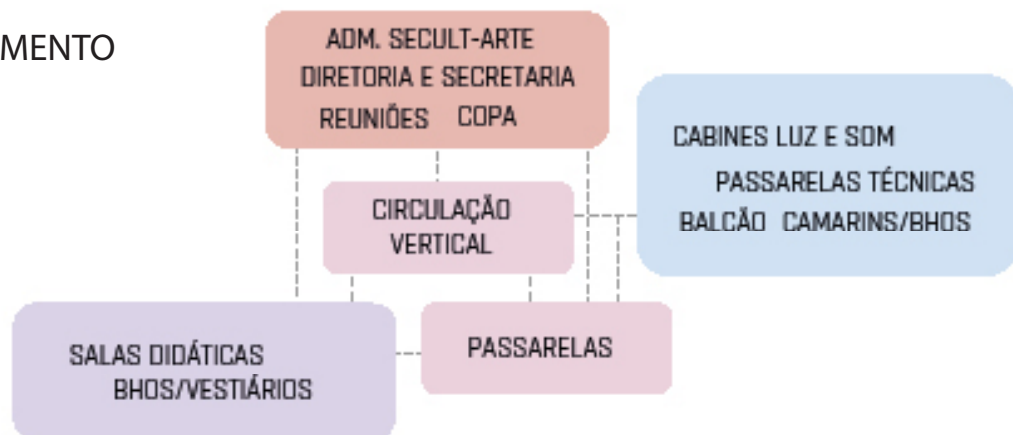 MENTO
ADM. SECULT-ARTE
DIRETORIA E SECRETARIA
REUNIÕES COPA
CABINES LUZ E SOM
PASSARELAS TÉCNICAS
BALCÃO CAMARINS/BHOS
CIRCULAÇÃO
VERTICAL
SALAS DIDÁTICAS
BHOS/VESTIÁRIOS
PASSARELAS